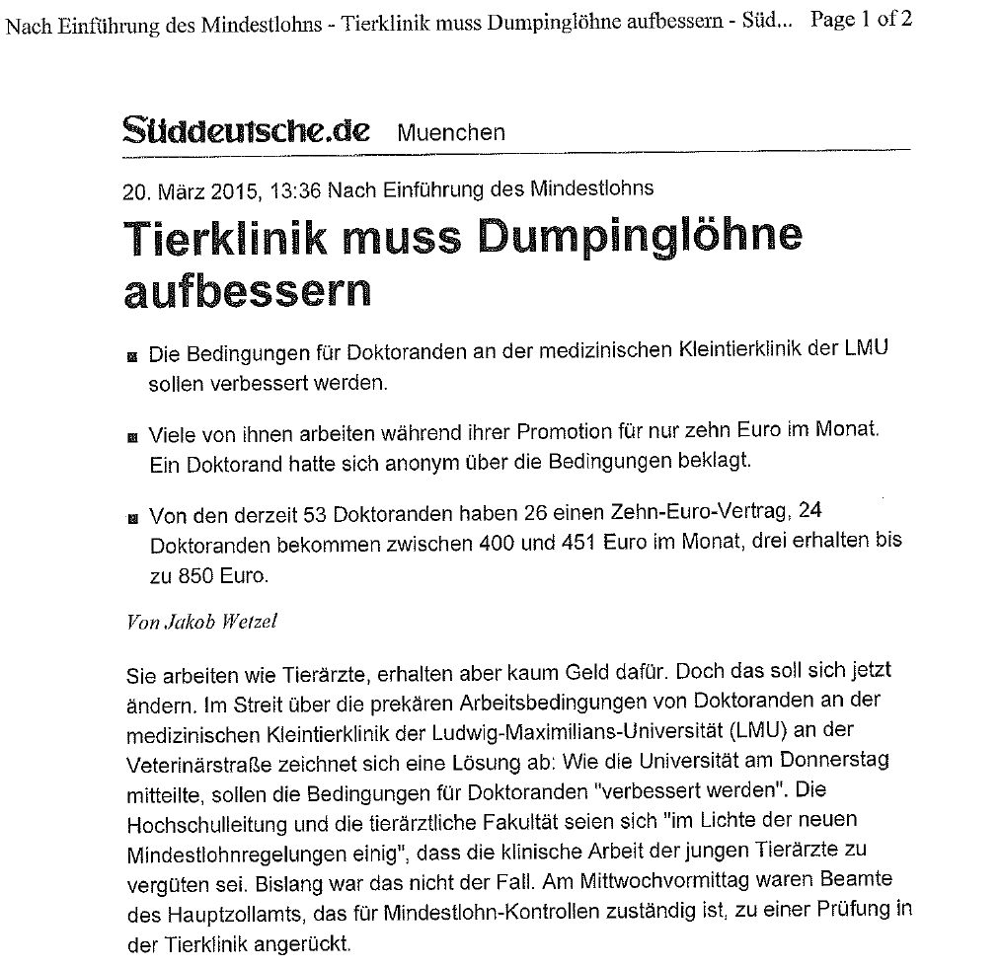 Nach Einführung des Mindestlohns - Tierklinik muss Dumpinglöhne aufbessern - Süd... Page 1 of 2
Süddeutsche.de Muenchen
20. März 2015, 13:36 Nach Einführung des Mindestlohns
Tierklinik muss Dumpinglöhne
aufbessern
Die Bedingungen für Doktoranden an der medizinischen Kleintierklinik der LMU
sollen verbessert werden.
Viele von ihnen arbeiten während ihrer Promotion für nur zehn Euro im Monat.
Ein Doktorand hatte sich anonym über die Bedingungen beklagt.
Von den derzeit 53 Doktoranden haben 26 einen Zehn-Euro-Vertrag, 24
Doktoranden bekommen zwischen 400 und 451 Euro im Monat, drei erhalten bis
zu 850 Euro.
Von Jakob Wetzel
Sie arbeiten wie Tierärzte, erhalten aber kaum Geld dafür. Doch das soll sich jetzt
ändern. Im Streit über die prekären Arbeitsbedingungen von Doktoranden an der
medizinischen Kleintierklinik der Ludwig-Maximilians-Universität (LMU) an der
Veterinärstraße zeichnet sich eine Lösung ab: Wie die Universität am Donnerstag
mitteilte, sollen die Bedingungen für Doktoranden "verbessert werden". Die
Hochschulleitung und die tierärztliche Fakultät seien sich "im Lichte der neuen
Mindestlohnregelungen einig", dass die klinische Arbeit der jungen Tierärzte zu
vergüten sei. Bislang war das nicht der Fall. Am Mittwochvormittag waren Beamte
des Hauptzollamts, das für Mindestlohn-Kontrollen zuständig ist, zu einer Prüfung in
der Tierklinik angerückt.